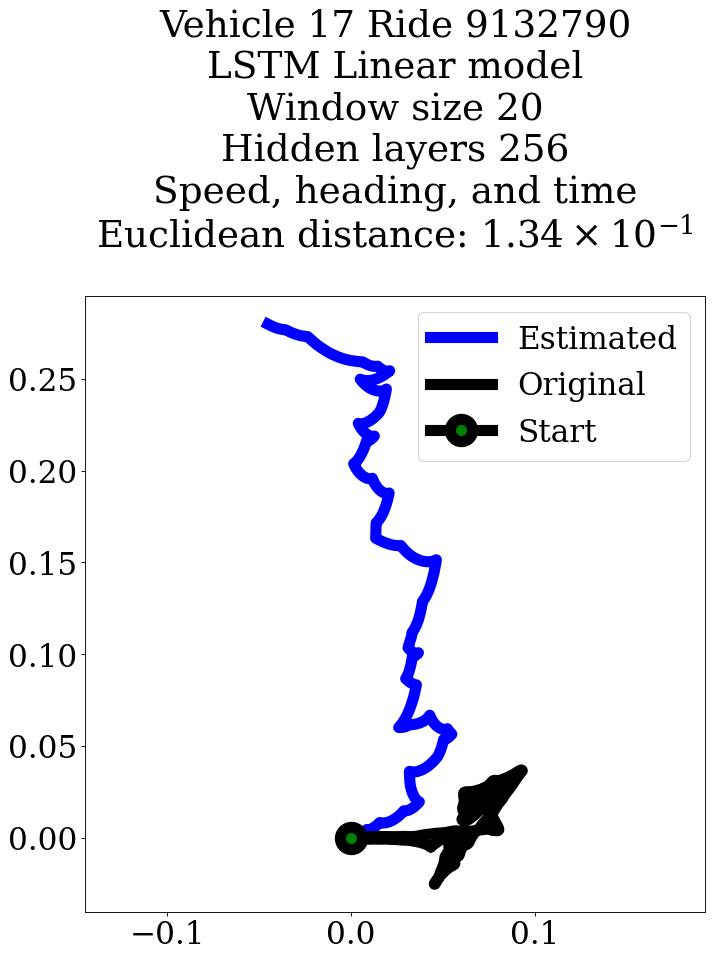 Vehicle 17 Ride 9132790
LSTM Linear model
Window size 20
Hidden layers 256
Speed, heading, and time
Euclidean distance: 1.34 × 10⁻¹
Estimated
Original
Start
0.25
0.20
0.15
0.10
0.05
0.00
−0.1
0.0
0.1